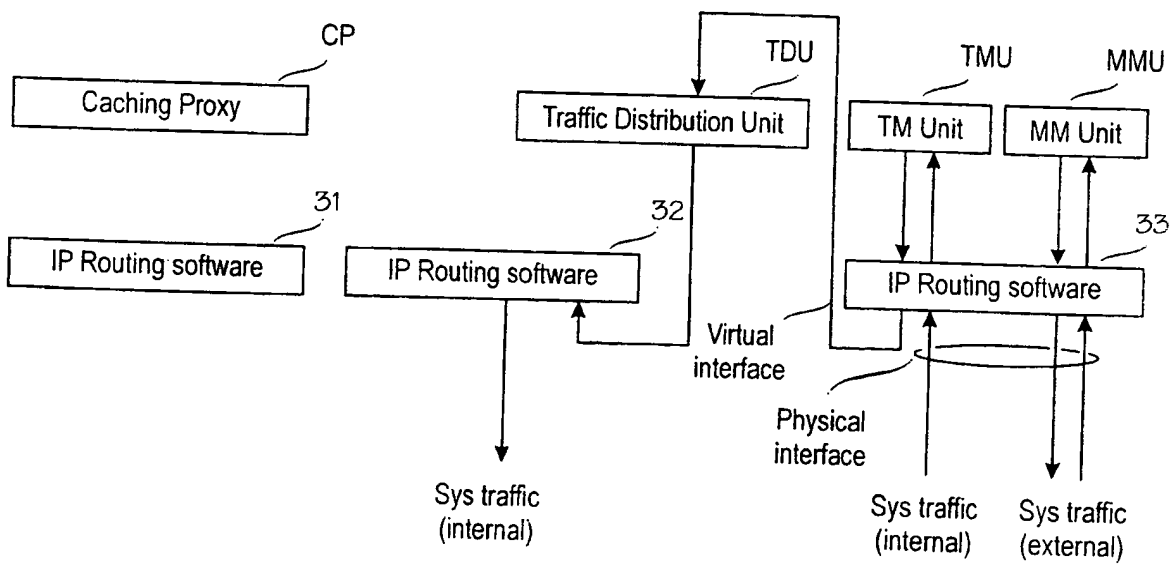 CP
TDU
TMU
MMU
Caching Proxy
Traffic Distribution Unit
TM Unit
MM Unit
31
32
33
IP Routing software
IP Routing software
IP Routing software
Virtual
interface
Physical
interface
Sys traffic
(internal)
Sys traffic
(internal)
Sys traffic
(external)